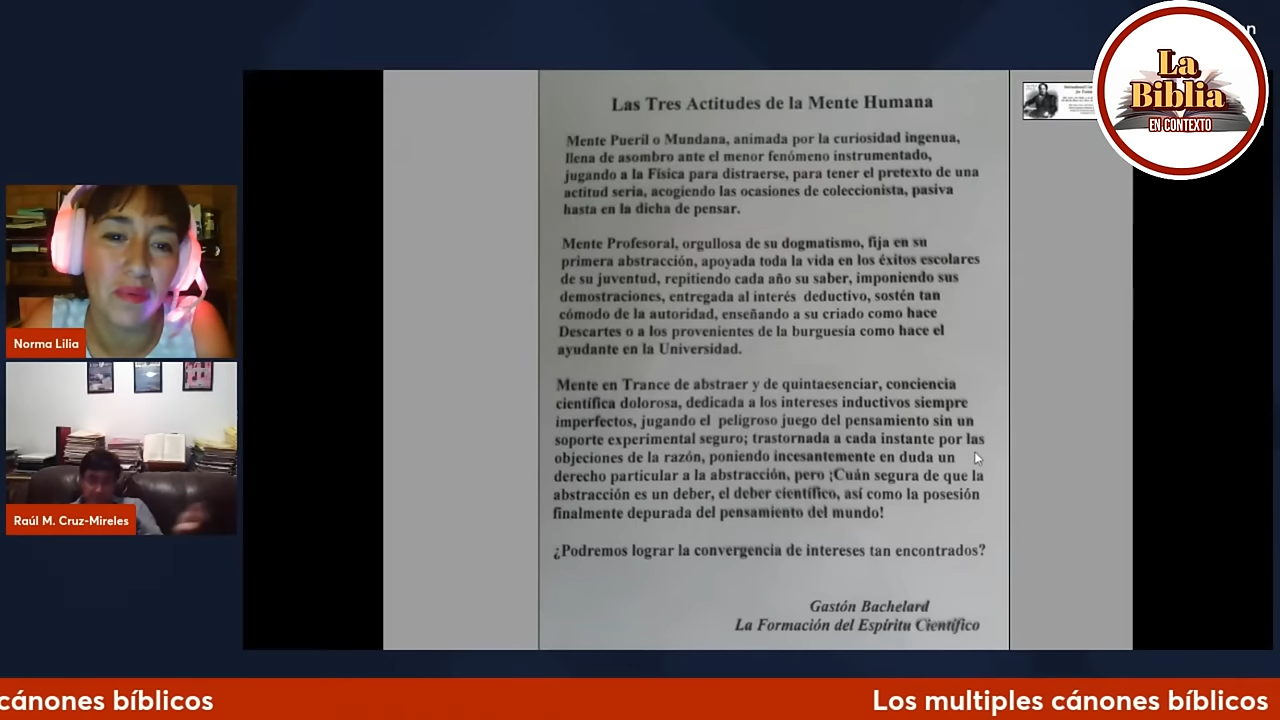 La
Biblia
EN CONTEXTO
Las Tres Actitudes de la Mente Humana
Mente Pueril o Mundana, animada por la curiosidad ingenua,
llena de asombro ante el menor fenómeno instrumentado,
jugando a la Física para distraerse, para tener el pretexto de una
actitud seria, acogiendo las ocasiones de coleccionista, pasiva
hasta en la dicha de pensar.
Mente Profesoral, orgullosa de su dogmatismo, fija en su
primera abstracción, apoyada toda la vida en los éxitos escolares
de su juventud, repitiendo cada año su saber, imponiendo sus
demostraciones, entregada al interés deductivo, sostén tan
cómodo de la autoridad, enseñando a su criado como hace
Descartes o a los provenientes de la burguesía como hace el
ayudante en la Universidad.
Mente en Trance de abstraer y de quintaesenciar, conciencia
científica dolorosa, dedicada a los intereses inductivos siempre
imperfectos, jugando el peligroso juego del pensamiento sin un
soporte experimental seguro; trastornada a cada instante por las
objeciones de la razón, poniendo incesantemente en duda un
derecho particular a la abstracción, pero ¡Cuán segura de que la
abstracción es un deber, el deber científico, así como la posesión
finalmente depurada del pensamiento del mundo!
¿Podremos lograr la convergencia de intereses tan encontrados?
Gastón Bachelard
La Formación del Espíritu Científico
Norma Lilia
Raúl M. Cruz-Mireles
cánones bíblicos
Los multiples cánones bíblicos